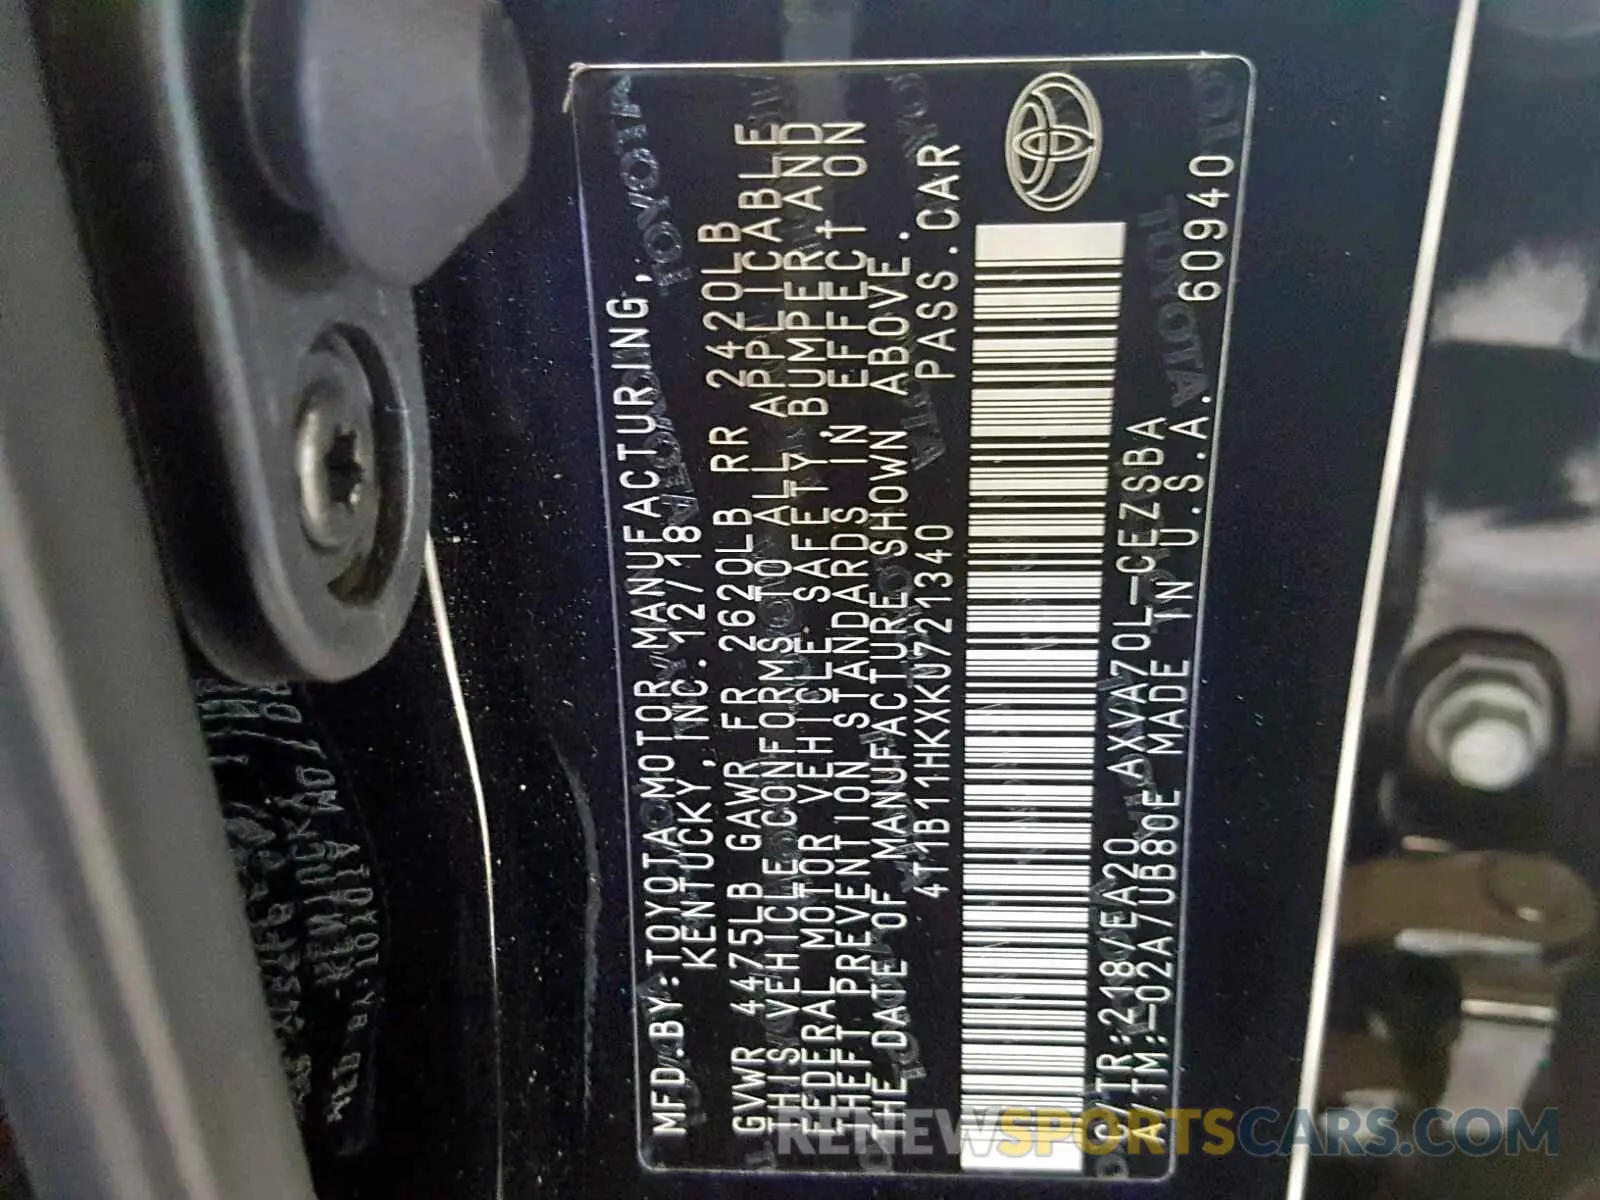 MFD.BY:TOYOTA MOTOR MANUFACTURING,
KENTUCKY,INC.12/18
GVWR 4475LB GAWR FR 2620LB RR 2420LB
THIS VEHICLE CONFORMS TO ALL APPLICABLE
FEDERAL MOTOR VEHICLE SAFETY, BUMPER, AND
THEFT PREVENTION STANDARDS IN EFFECT ON
THE DATE OF MANUFACTURE SHOWN ABOVE.
4T1B11HKXKU721340 PASS.CAR
C/TR:218/EA20 AXVA70L-CEZSBA
A/TM:-02A/UB80E MADE IN U.S.A. 60940
RENEWSPORTSCARS.COM